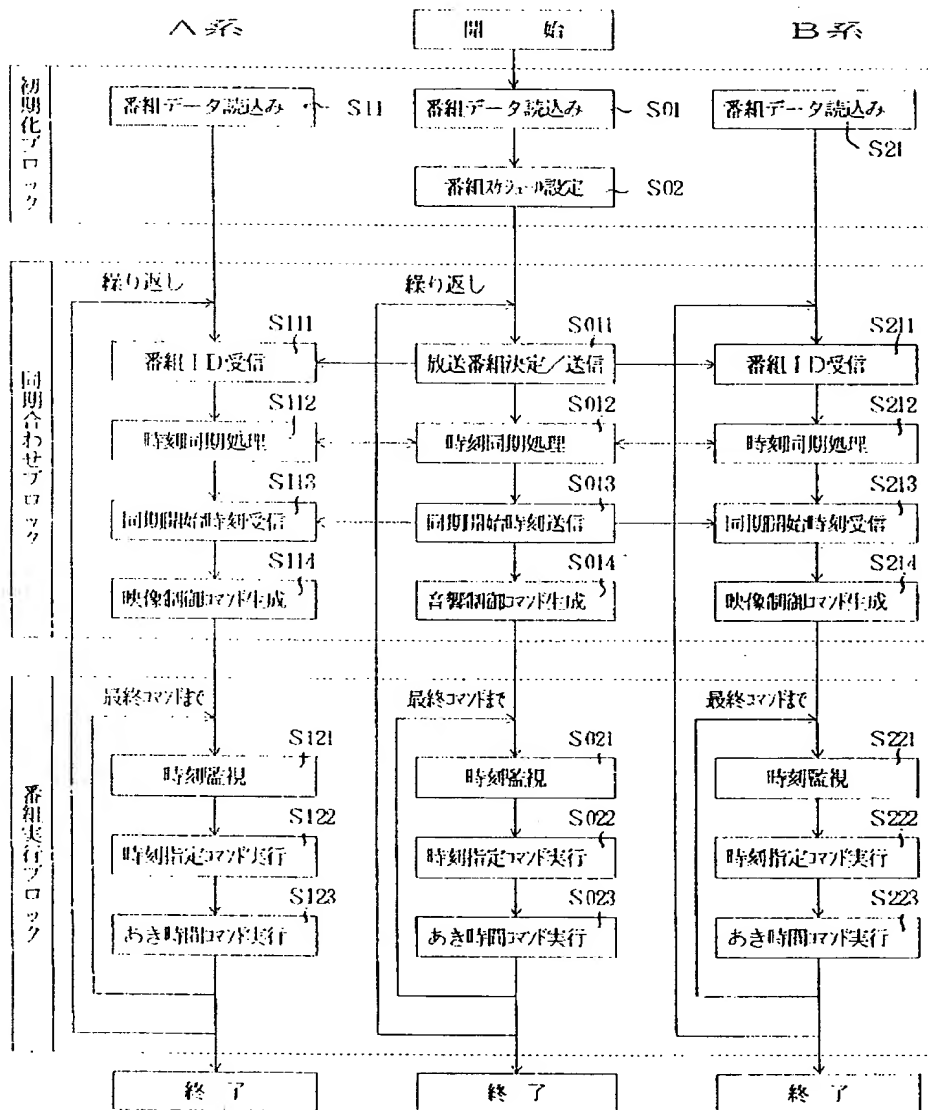 A系
開 始
B系
初期化ブロック
番組データ読込み
S11
番組データ読込み
S01
番組データ読込み
S21
番組スケジュール設定
S02
同期合わせブロック
繰り返し
繰り返し
S111
S011
S211
番組ID受信
放送番組決定/送信
番組ID受信
S112
S012
S212
時刻同期処理
時刻同期処理
時刻同期処理
S113
S013
S213
同期開始時刻受信
同期開始時刻送信
同期開始時刻受信
S114
S014
S214
映像制御コマンド生成
音響制御コマンド生成
映像制御コマンド生成
番組実行ブロック
最終コマンドまで
最終コマンドまで
最終コマンドまで
S121
S021
S221
時刻監視
時刻監視
時刻監視
S122
S022
S222
時刻指定コマンド実行
時刻指定コマンド実行
時刻指定コマンド実行
S123
S023
S223
あき時間コマンド実行
あき時間コマンド実行
あき時間コマンド実行
終 了
終 了
終 了